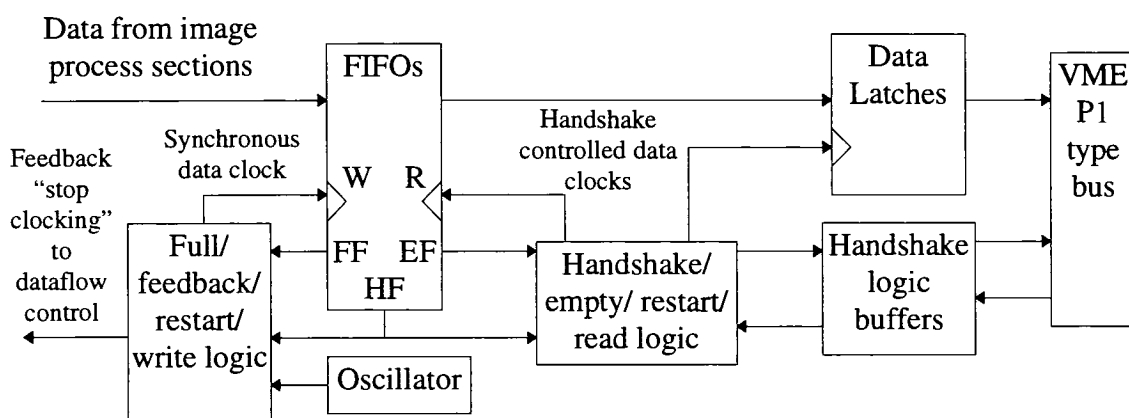 Data from image
process sections
FIFOs
Data
Latches
VME
P1
type
bus
Synchronous
data clock
Handshake
controlled data
clocks
Feedback
“stop
clocking”
to
dataflow
control
W
R
FF
EF
HF
Full/
feedback/
restart/
write logic
Handshake/
empty/ restart/
read logic
Handshake
logic
buffers
Oscillator